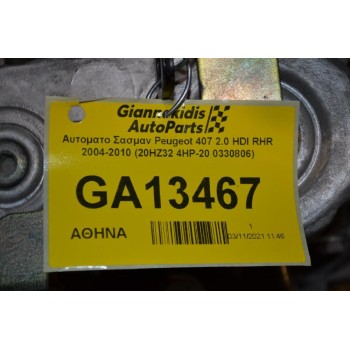 Giannakidis
AutoParts
Αυτοματο Σασμαν Peugeot 407 2.0 HDI RHR
2004-2010 (20HZ32 4HP-20 0330806)
GA13467
ΑΘΗΝΑ
1
03/11/2021 11:46